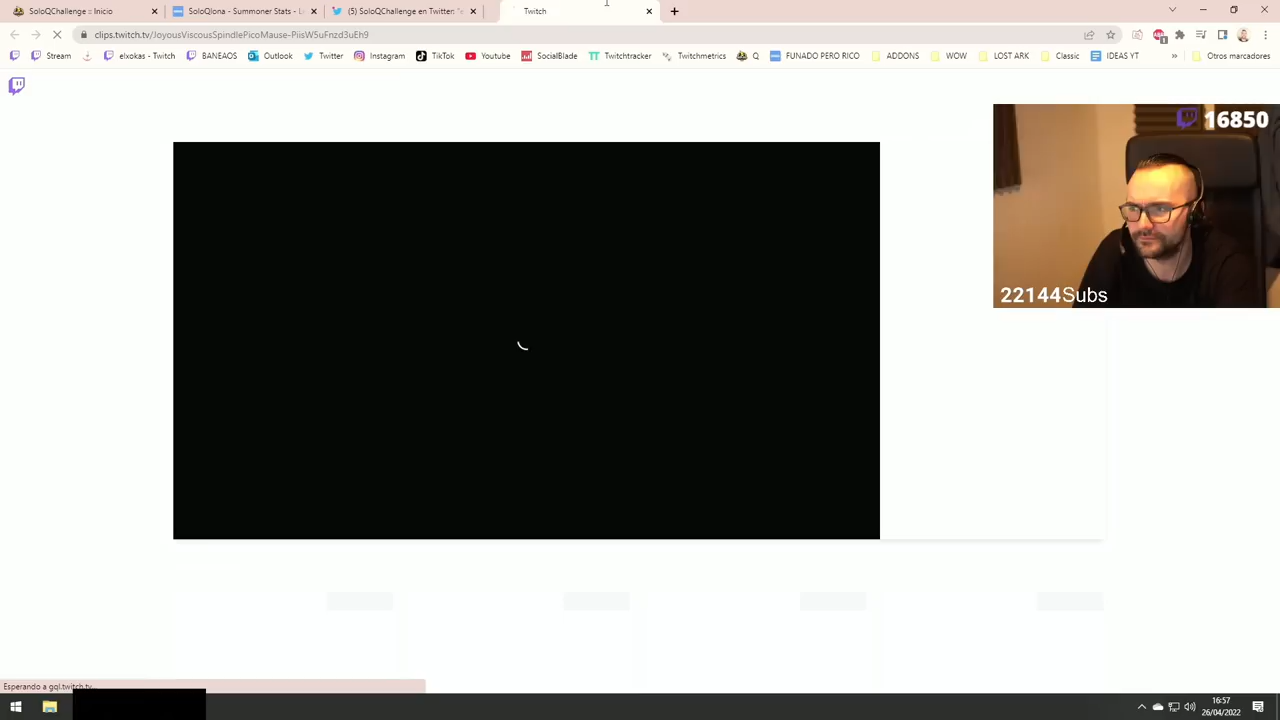 SoloQChallenge :: Inicio
SoloQlona - Summoner Stats - L
(5) SoloQChallenge en Twitter: "
Twitch
clips.twitch.tv/JoyousViscousSpindlePicoMause-PiisW5uFnzd3uEh9
Stream
elxokas - Twitch
BANEAOS
Outlook
Twitter
Instagram
TikTok
Youtube
SocialBlade
Twitchtracker
Twitchmetrics
Q
FUNADO PERO RICO
ADDONS
WOW
LOST ARK
Classic
IDEAS YT
»
Otros marcadores
16850
22144Subs
Esperando a gql.twitch.tv...
16:57
26/04/2022